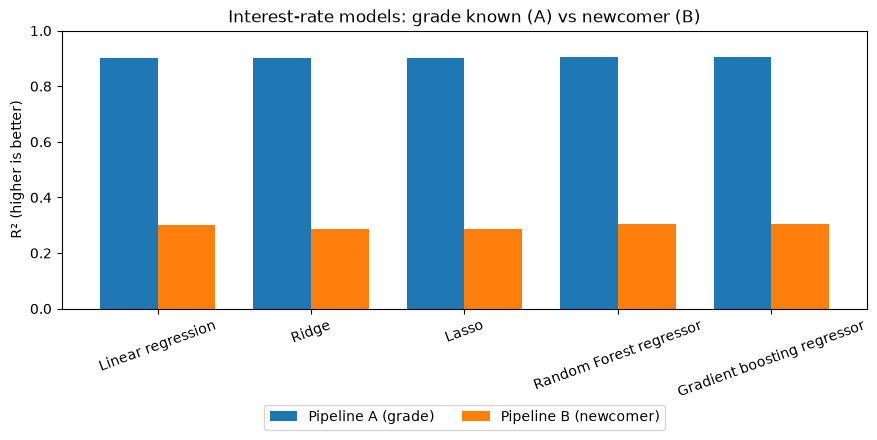 Interest-rate models: grade known (A) vs newcomer (B)
R² (higher is better)
1.0
0.8
0.6
0.4
0.2
0.0
Linear regression
Ridge
Lasso
Random Forest regressor
Gradient boosting regressor
Pipeline A (grade)
Pipeline B (newcomer)